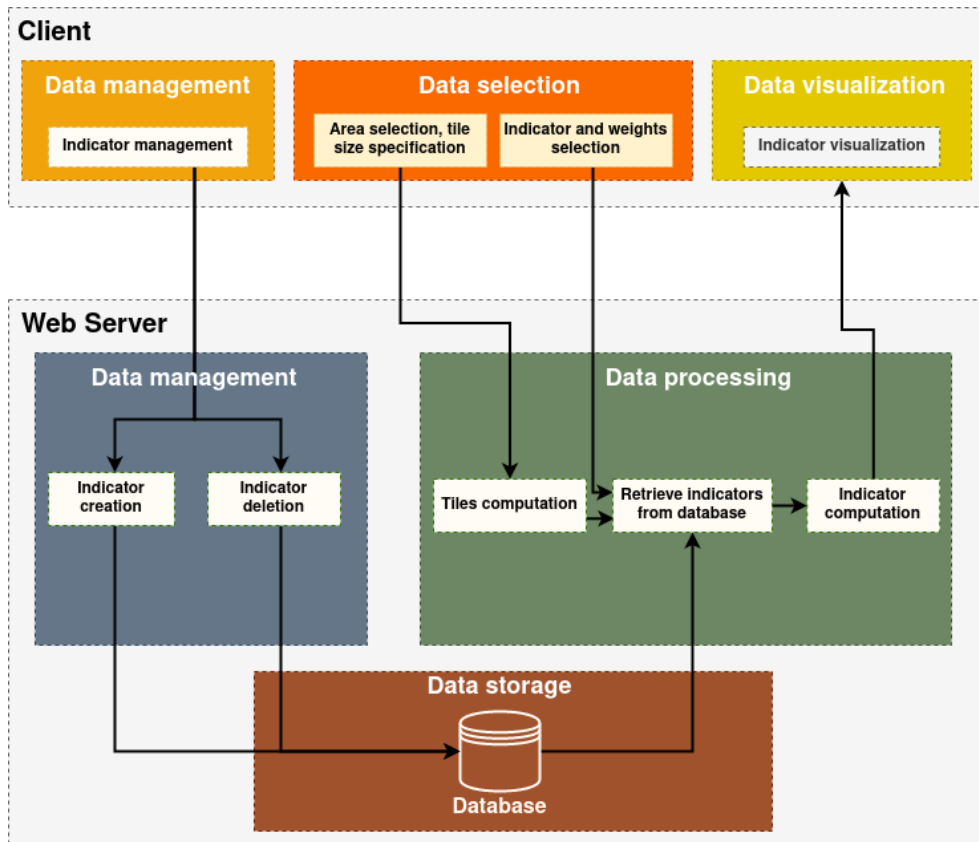 Client
Data management
Indicator management
Data selection
Area selection, tile
size specification
Indicator and weights
selection
Data visualization
Indicator visualization
Web Server
Data management
Indicator
creation
Indicator
deletion
Data processing
Tiles computation
Retrieve indicators
from database
Indicator
computation
Data storage
Database